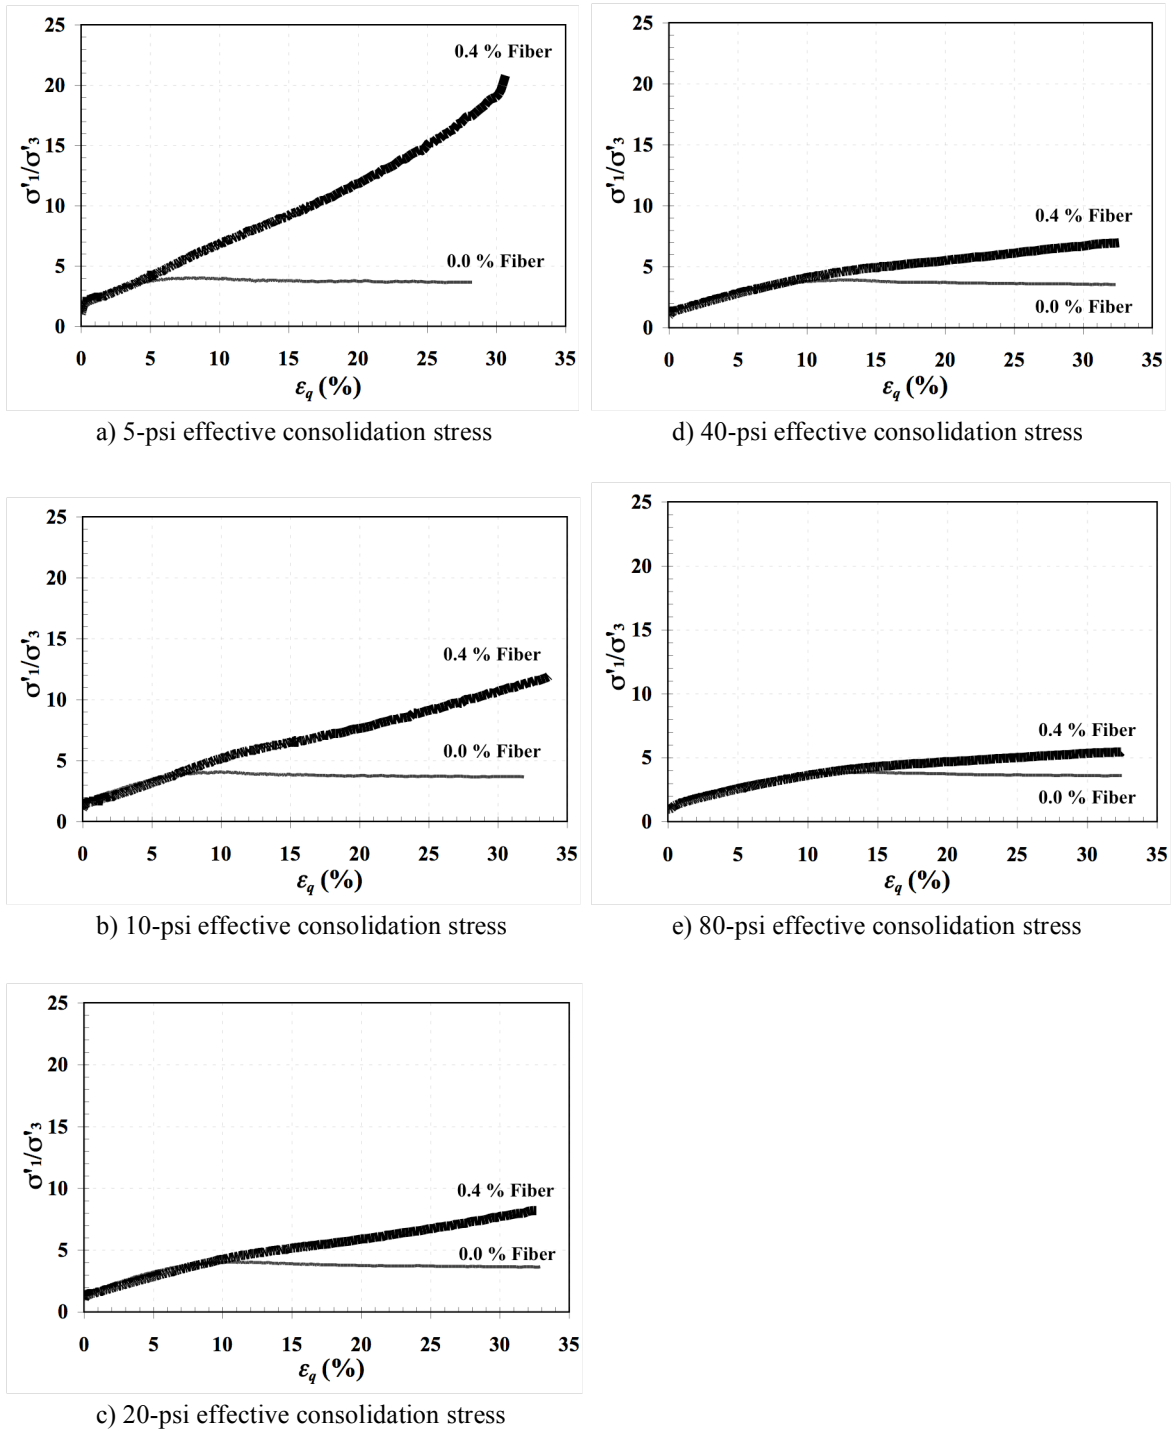 25
20
15
10
5
0
σ'1/σ'3
0.4 % Fiber
0.0 % Fiber
0 5 10 15 20 25 30 35
εq (%)
a) 5-psi effective consolidation stress
25
20
15
10
5
0
σ'1/σ'3
0.4 % Fiber
0.0 % Fiber
0 5 10 15 20 25 30 35
εq (%)
b) 10-psi effective consolidation stress
25
20
15
10
5
0
σ'1/σ'3
0.4 % Fiber
0.0 % Fiber
0 5 10 15 20 25 30 35
εq (%)
c) 20-psi effective consolidation stress
25
20
15
10
5
0
σ'1/σ'3
0.4 % Fiber
0.0 % Fiber
0 5 10 15 20 25 30 35
εq (%)
d) 40-psi effective consolidation stress
25
20
15
10
5
0
σ'1/σ'3
0.4 % Fiber
0.0 % Fiber
0 5 10 15 20 25 30 35
εq (%)
e) 80-psi effective consolidation stress